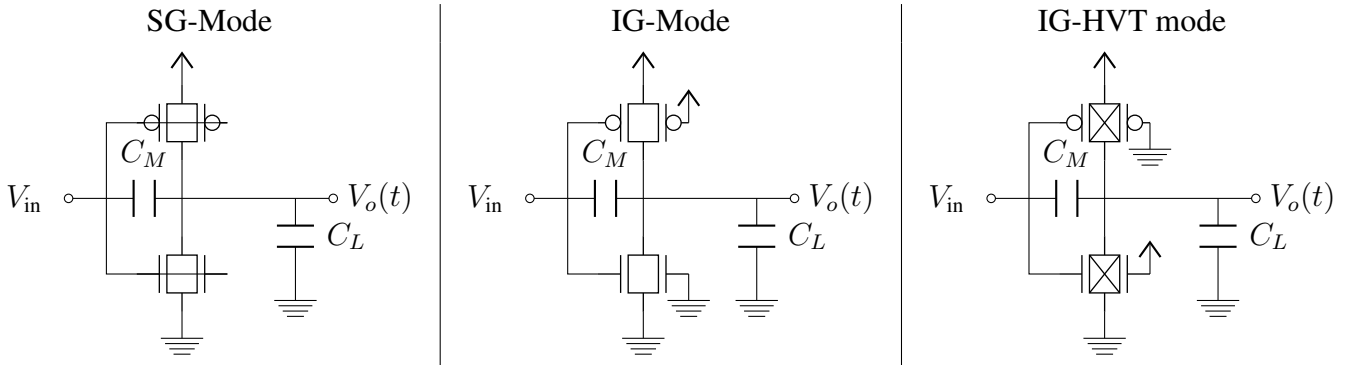 SG-Mode
IG-Mode
IG-HVT mode
C_M
V_in
V_o(t)
C_L
C_M
V_in
V_o(t)
C_L
C_M
V_in
V_o(t)
C_L